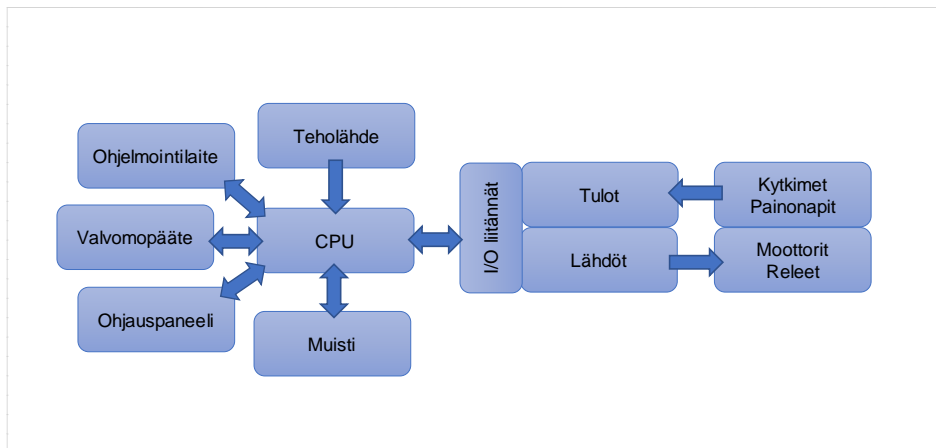 Teholähde
Ohjelmointilaite
Valvomopääte
CPU
Ohjauspaneeli
Muisti
I/O liitännät
Tulot
Lähdöt
Kytkimet
Painonapit
Moottorit
Releet